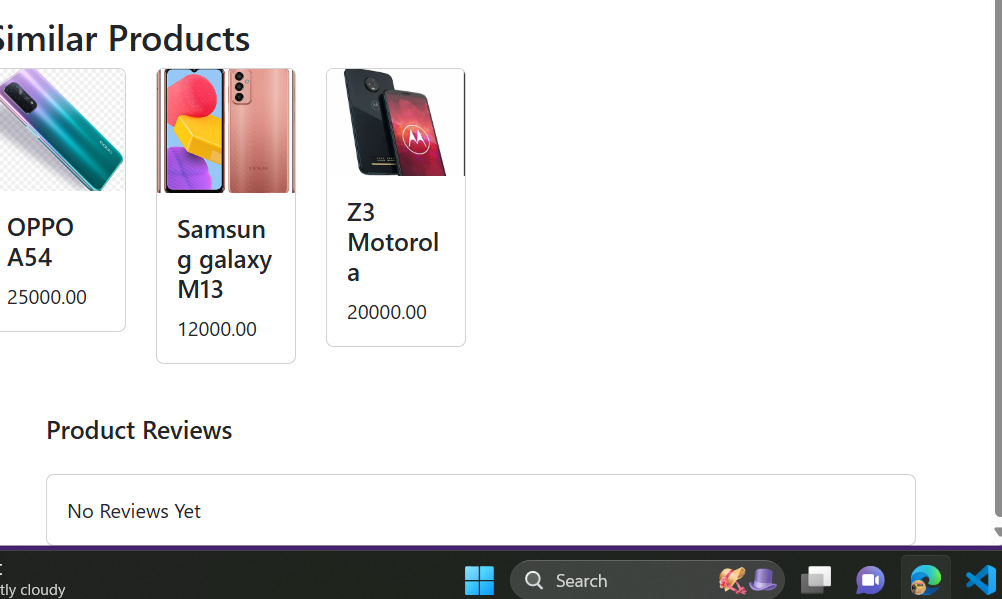 Similar Products
OPPO
A54
25000.00
Samsun
g galaxy
M13
12000.00
Z3
Motorol
a
20000.00
Product Reviews
No Reviews Yet
Search
tly cloudy